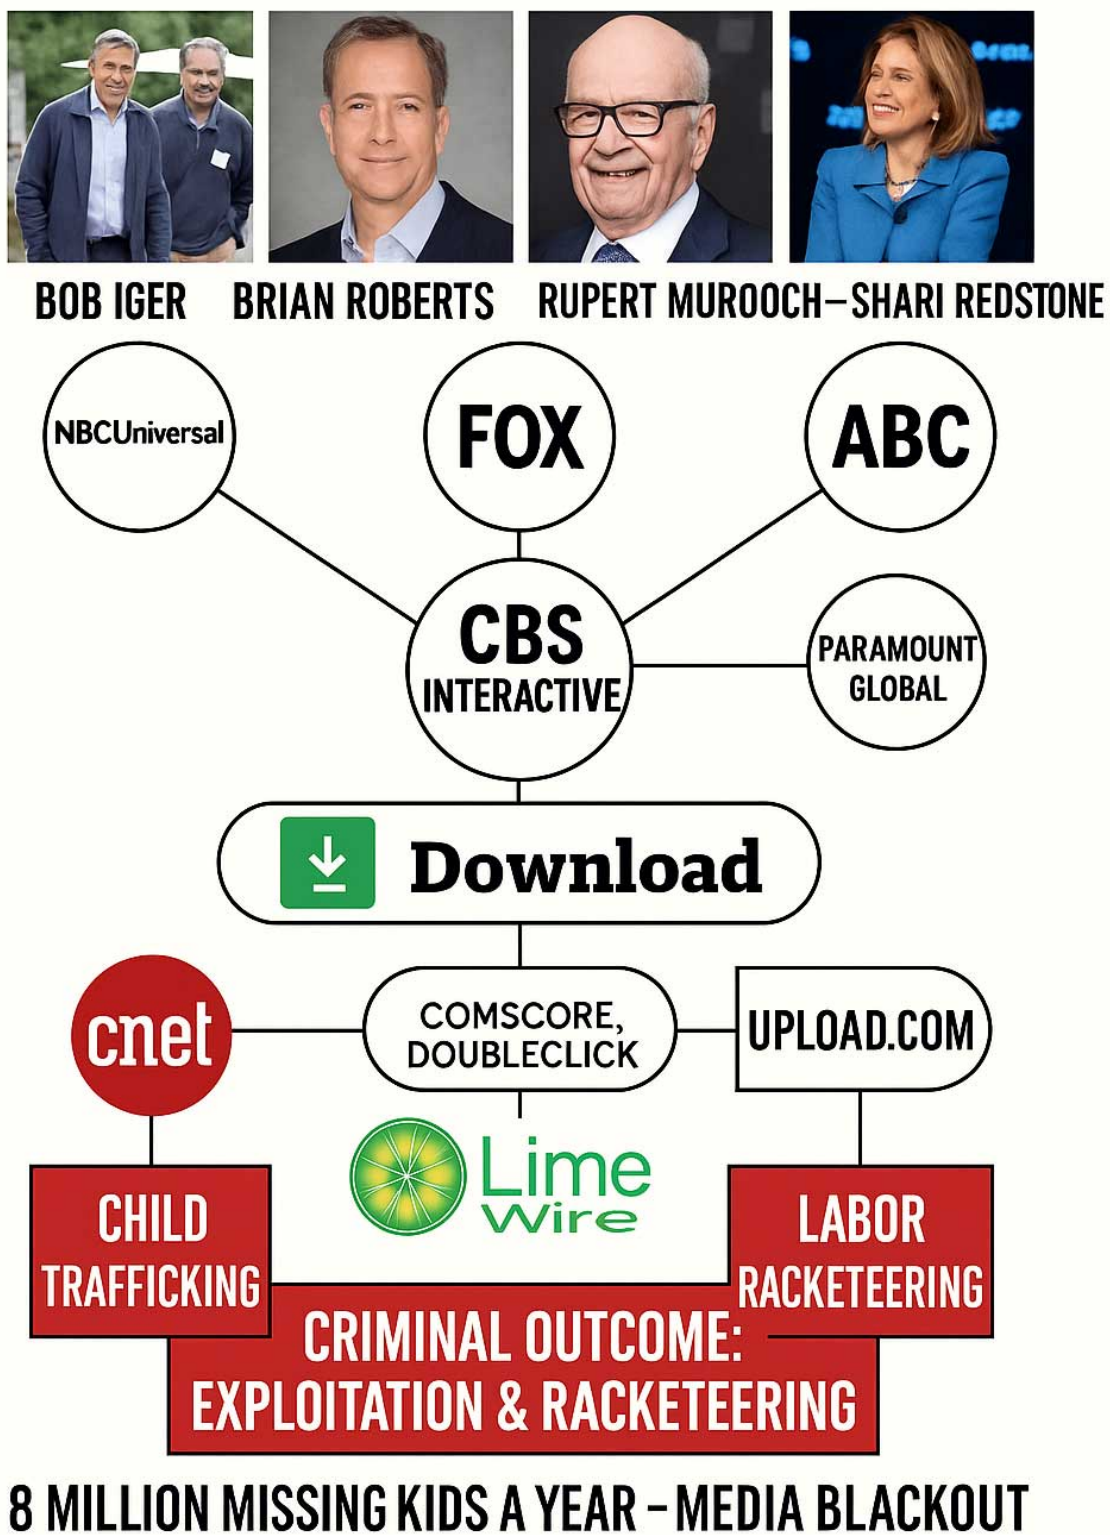 BOB IGER
BRIAN ROBERTS
RUPERT MUROOCH–SHARI REDSTONE
NBCUniversal
FOX
ABC
CBS
INTERACTIVE
PARAMOUNT
GLOBAL
Download
cnet
COMSCORE,
DOUBLECLICK
UPLOAD.COM
Lime
Wire
CHILD
TRAFFICKING
LABOR
RACKETEERING
CRIMINAL OUTCOME:
EXPLOITATION & RACKETEERING
8 MILLION MISSING KIDS A YEAR – MEDIA BLACKOUT